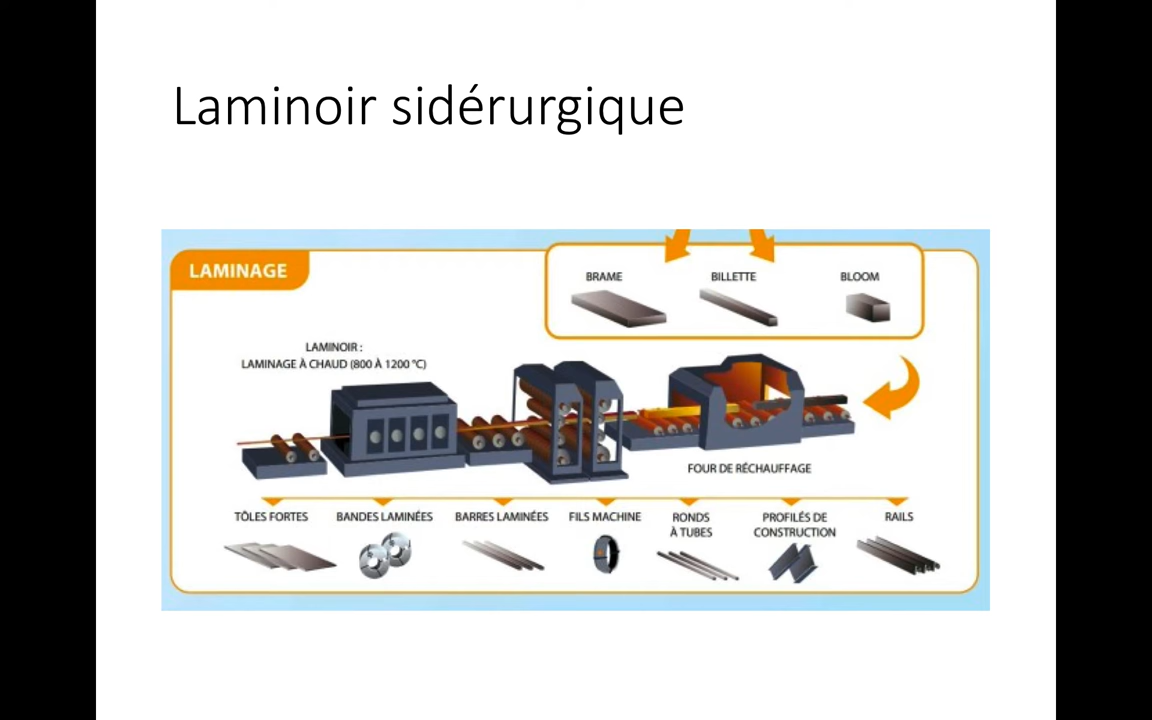 Laminoir sidérurgique
LAMINAGE
BRAME
BILLETTE
BLOOM
LAMINOIR :
LAMINAGE À CHAUD (800 À 1200 °C)
FOUR DE RÉCHAUFFAGE
TÔLES FORTES
BANDES LAMINÉES
BARRES LAMINÉES
FILS MACHINE
RONDS
À TUBES
PROFILÉS DE
CONSTRUCTION
RAILS